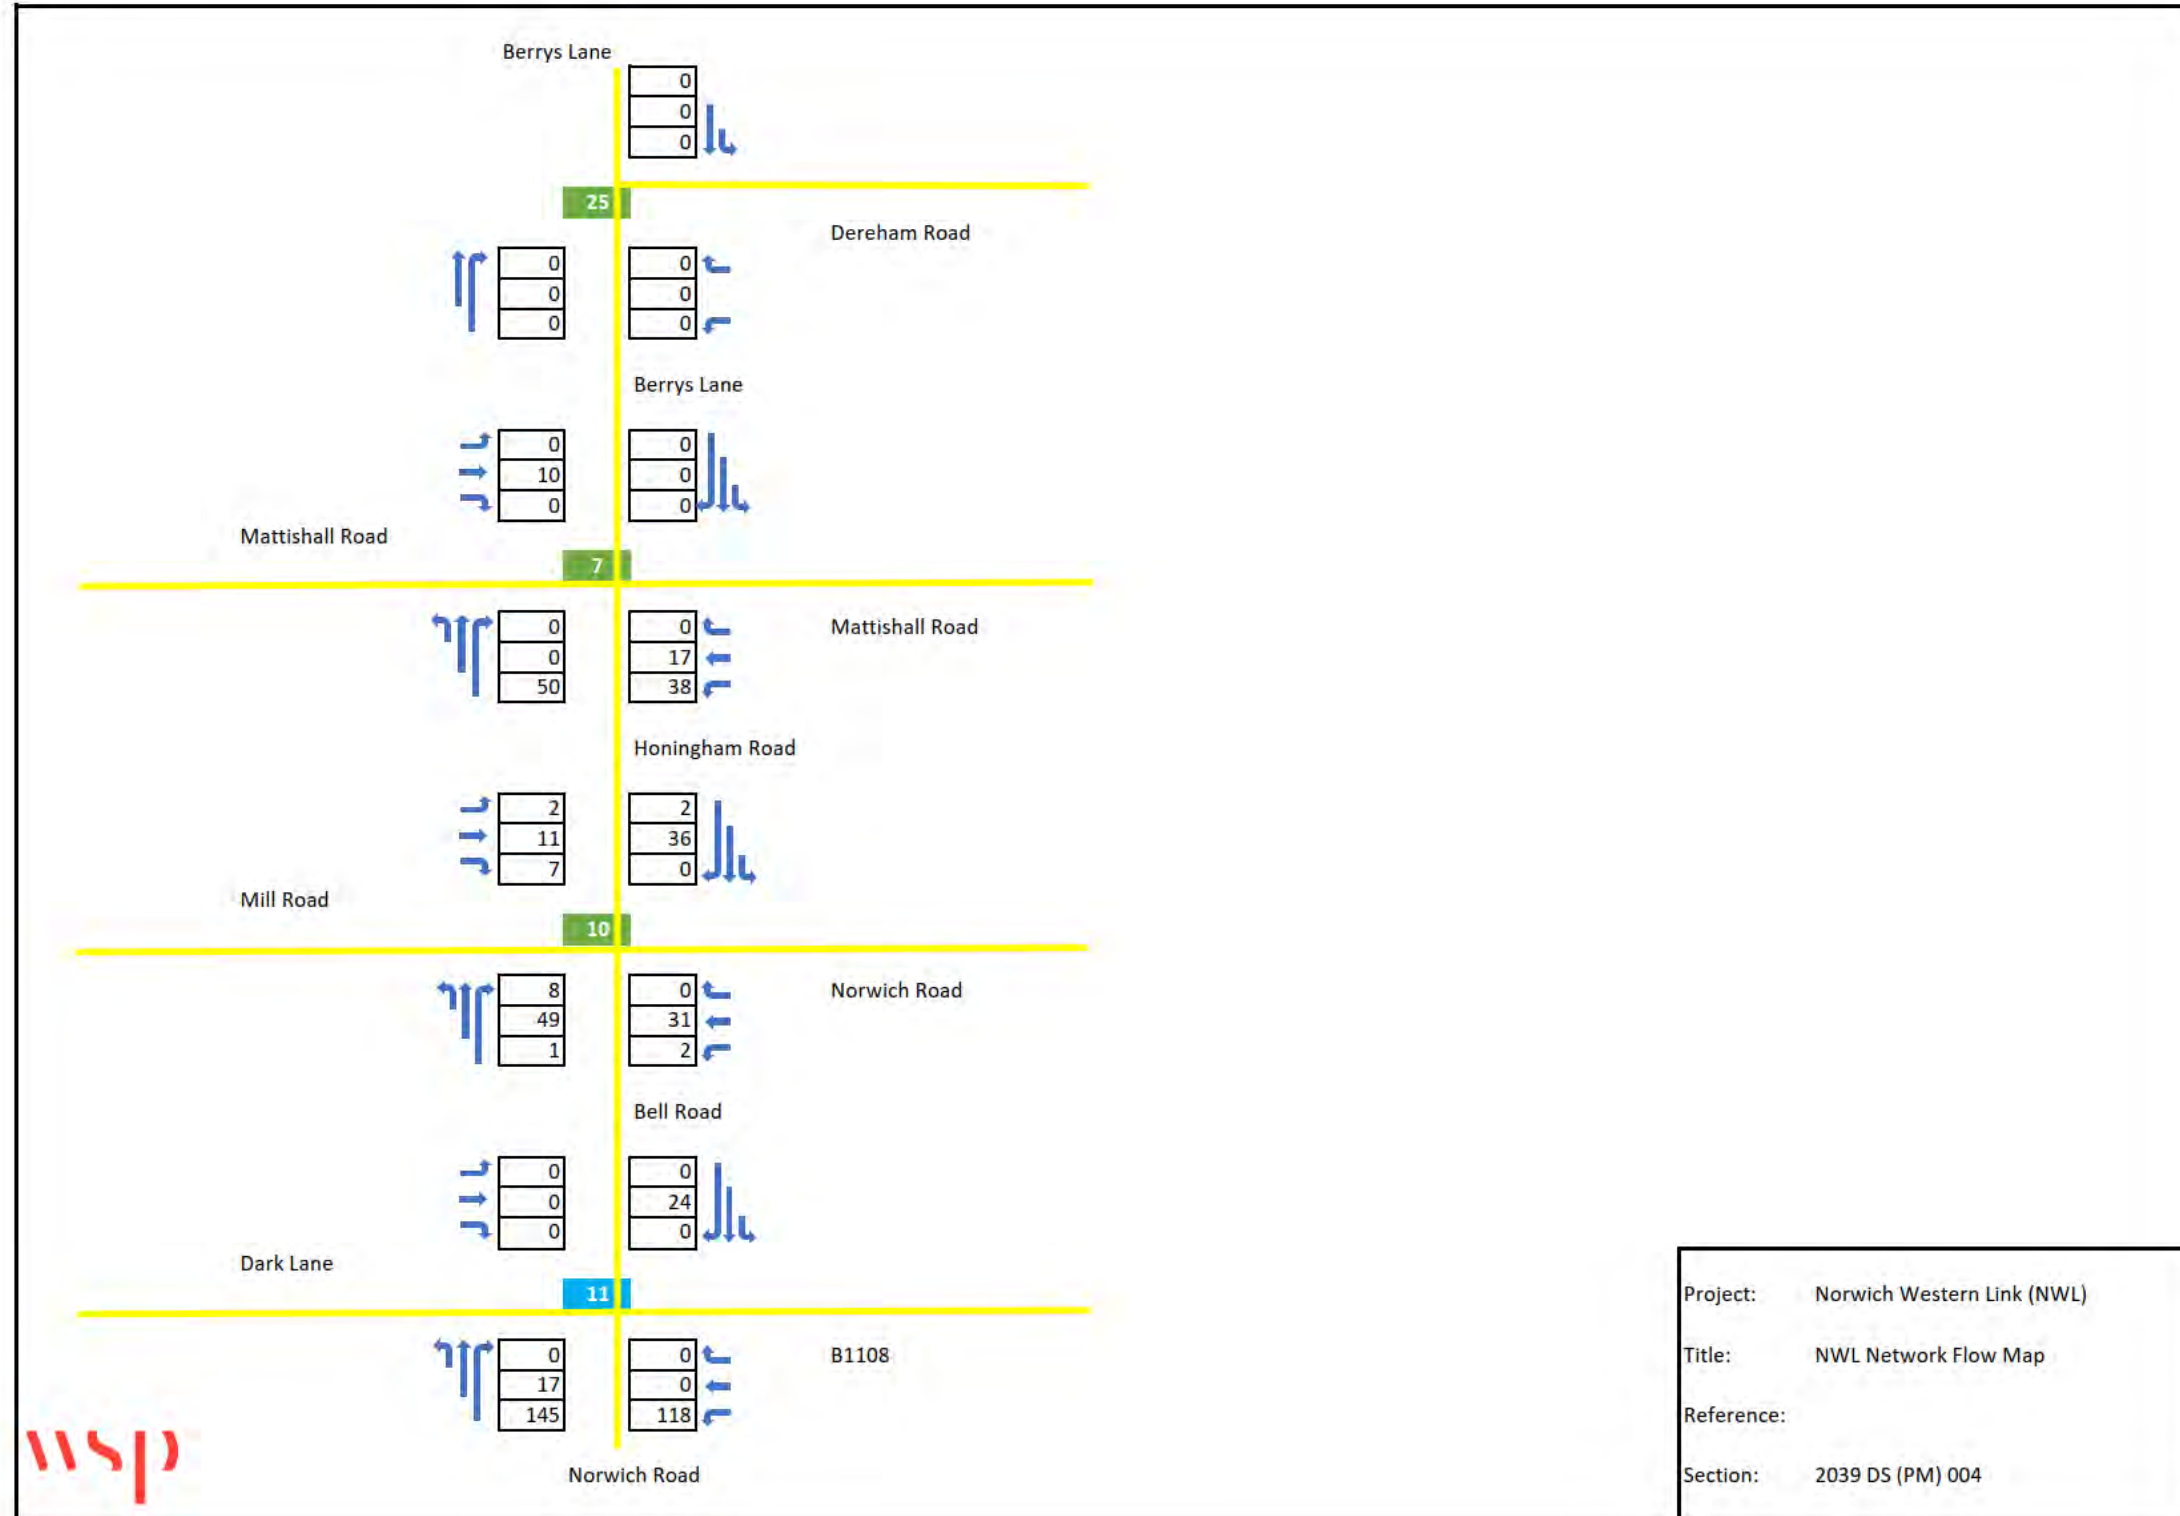 Berrys Lane
0
0
0
25
Dereham Road
0 0
0 0
0 0
Berrys Lane
0 0
10 0
0 0
Mattishall Road
7
0 0 Mattishall Road
0 17
50 38
Honingham Road
2 2
11 36
7 0
Mill Road
10
8 0 Norwich Road
49 31
1 2
Bell Road
0 0
0 24
0 0
Dark Lane
11
0 0 B1108
17 0
145 118
Norwich Road
wsp
Project: Norwich Western Link (NWL)
Title: NWL Network Flow Map
Reference:
Section: 2039 DS (PM) 004